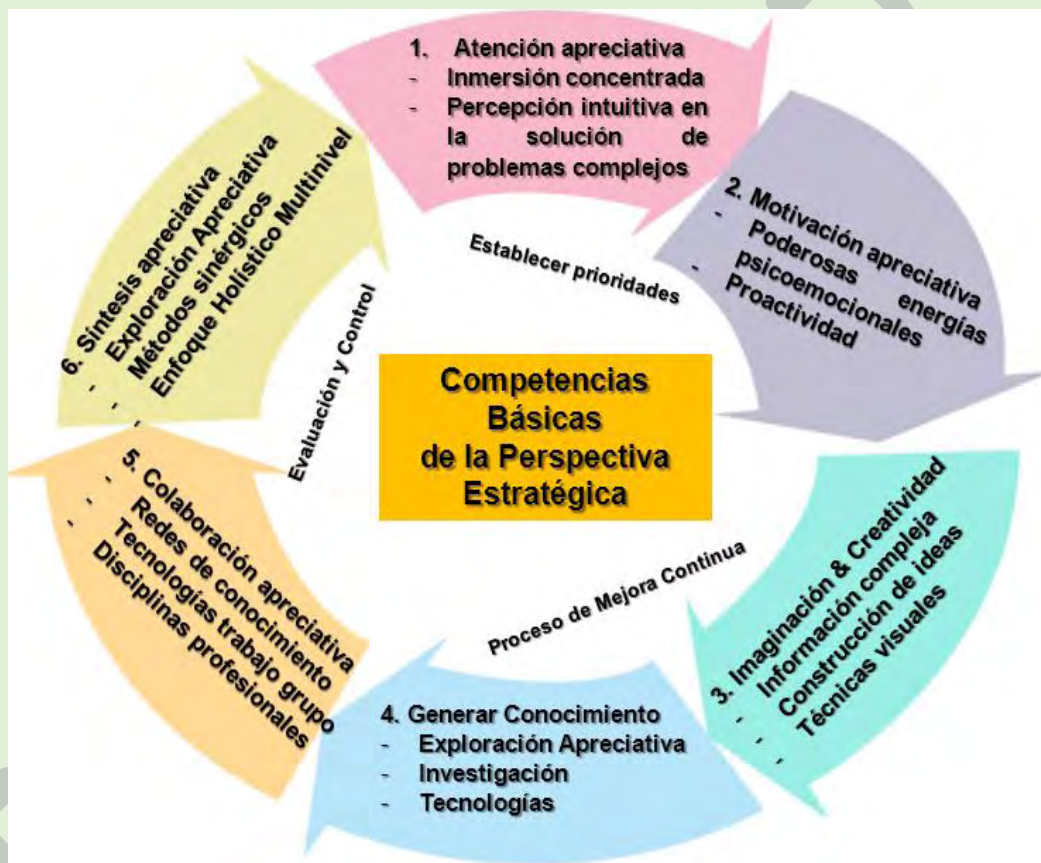 1. Atención apreciativa
- Inmersión concentrada
- Percepción intuitiva en
la solución de
problemas complejos
2. Motivación apreciativa
- Poderosas energías
psicoemocionales
- Proactividad
3. Imaginación & Creatividad
- Información compleja
- Construcción de ideas
- Técnicas visuales
4. Generar Conocimiento
- Exploración Apreciativa
- Investigación
- Tecnologías
5. Colaboración apreciativa
- Redes de conocimiento
- Tecnologías trabajo grupo
- Disciplinas profesionales
6. Síntesis apreciativa
- Exploración Apreciativa
- Métodos sinérgicos
- Enfoque Holístico Multinivel
Establecer prioridades
Proceso de Mejora Continua
Evaluación y Control
Competencias
Básicas
de la Perspectiva
Estratégica